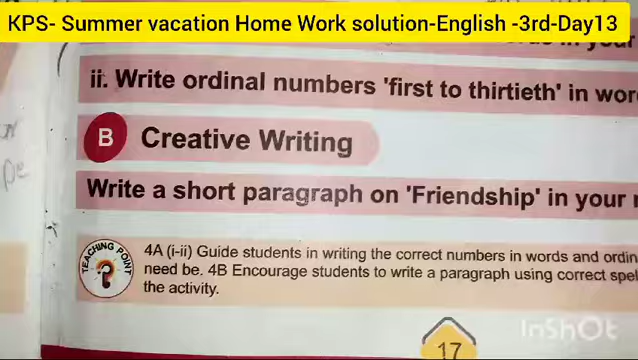 KPS- Summer vacation Home Work solution-English -3rd-Day13
in your
ii. Write ordinal numbers 'first to thirtieth' in wor
B Creative Writing
Write a short paragraph on 'Friendship' in your
TEACHING POINT
4A (i-ii) Guide students in writing the correct numbers in words and ordin
need be. 4B Encourage students to write a paragraph using correct spel
the activity.
17
InShOt